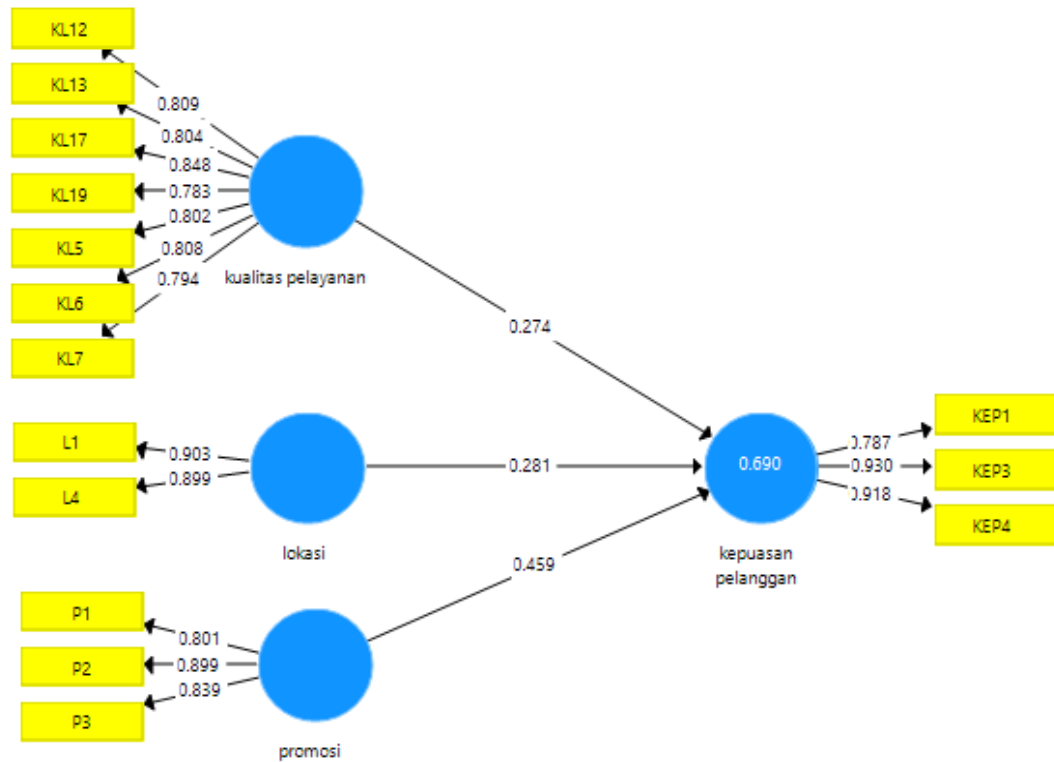 KL12
KL13
KL17
KL19
KL5
KL6
KL7
0.809
0.804
0.848
0.783
0.802
0.808
0.794
kualitas pelayanan
0.274
L1
L4
0.903
0.899
lokasi
0.281
P1
P2
P3
0.801
0.899
0.839
promosi
0.459
0.690
kepuasan
pelanggan
0.787
0.930
0.918
KEP1
KEP3
KEP4